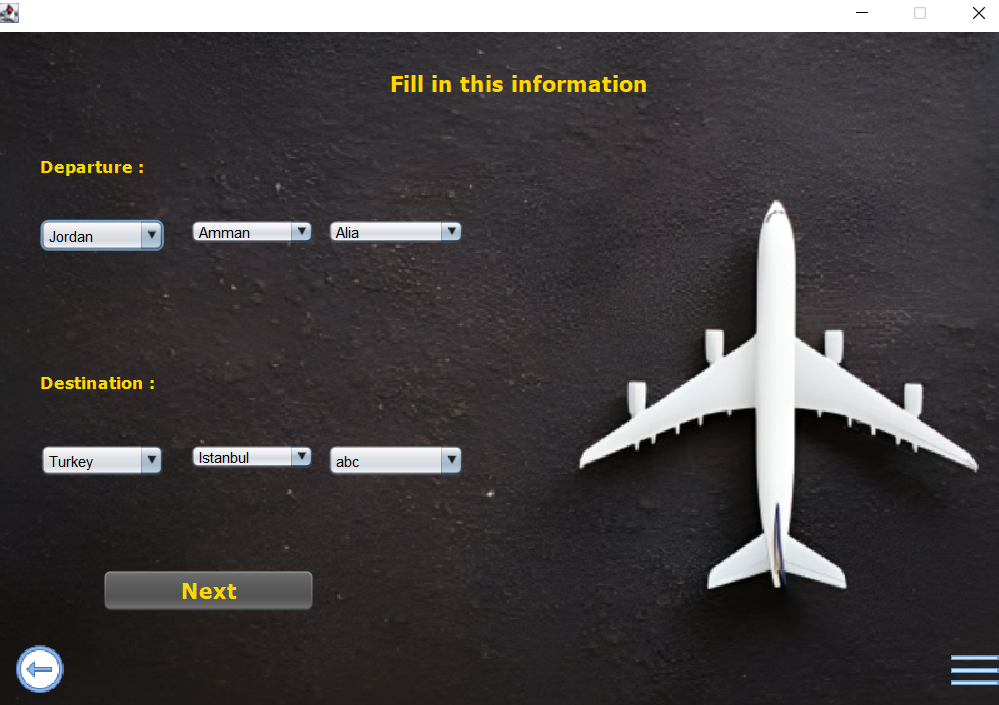 Fill in this information
Departure :
Jordan Amman Alia
Destination :
Turkey Istanbul abc
Next